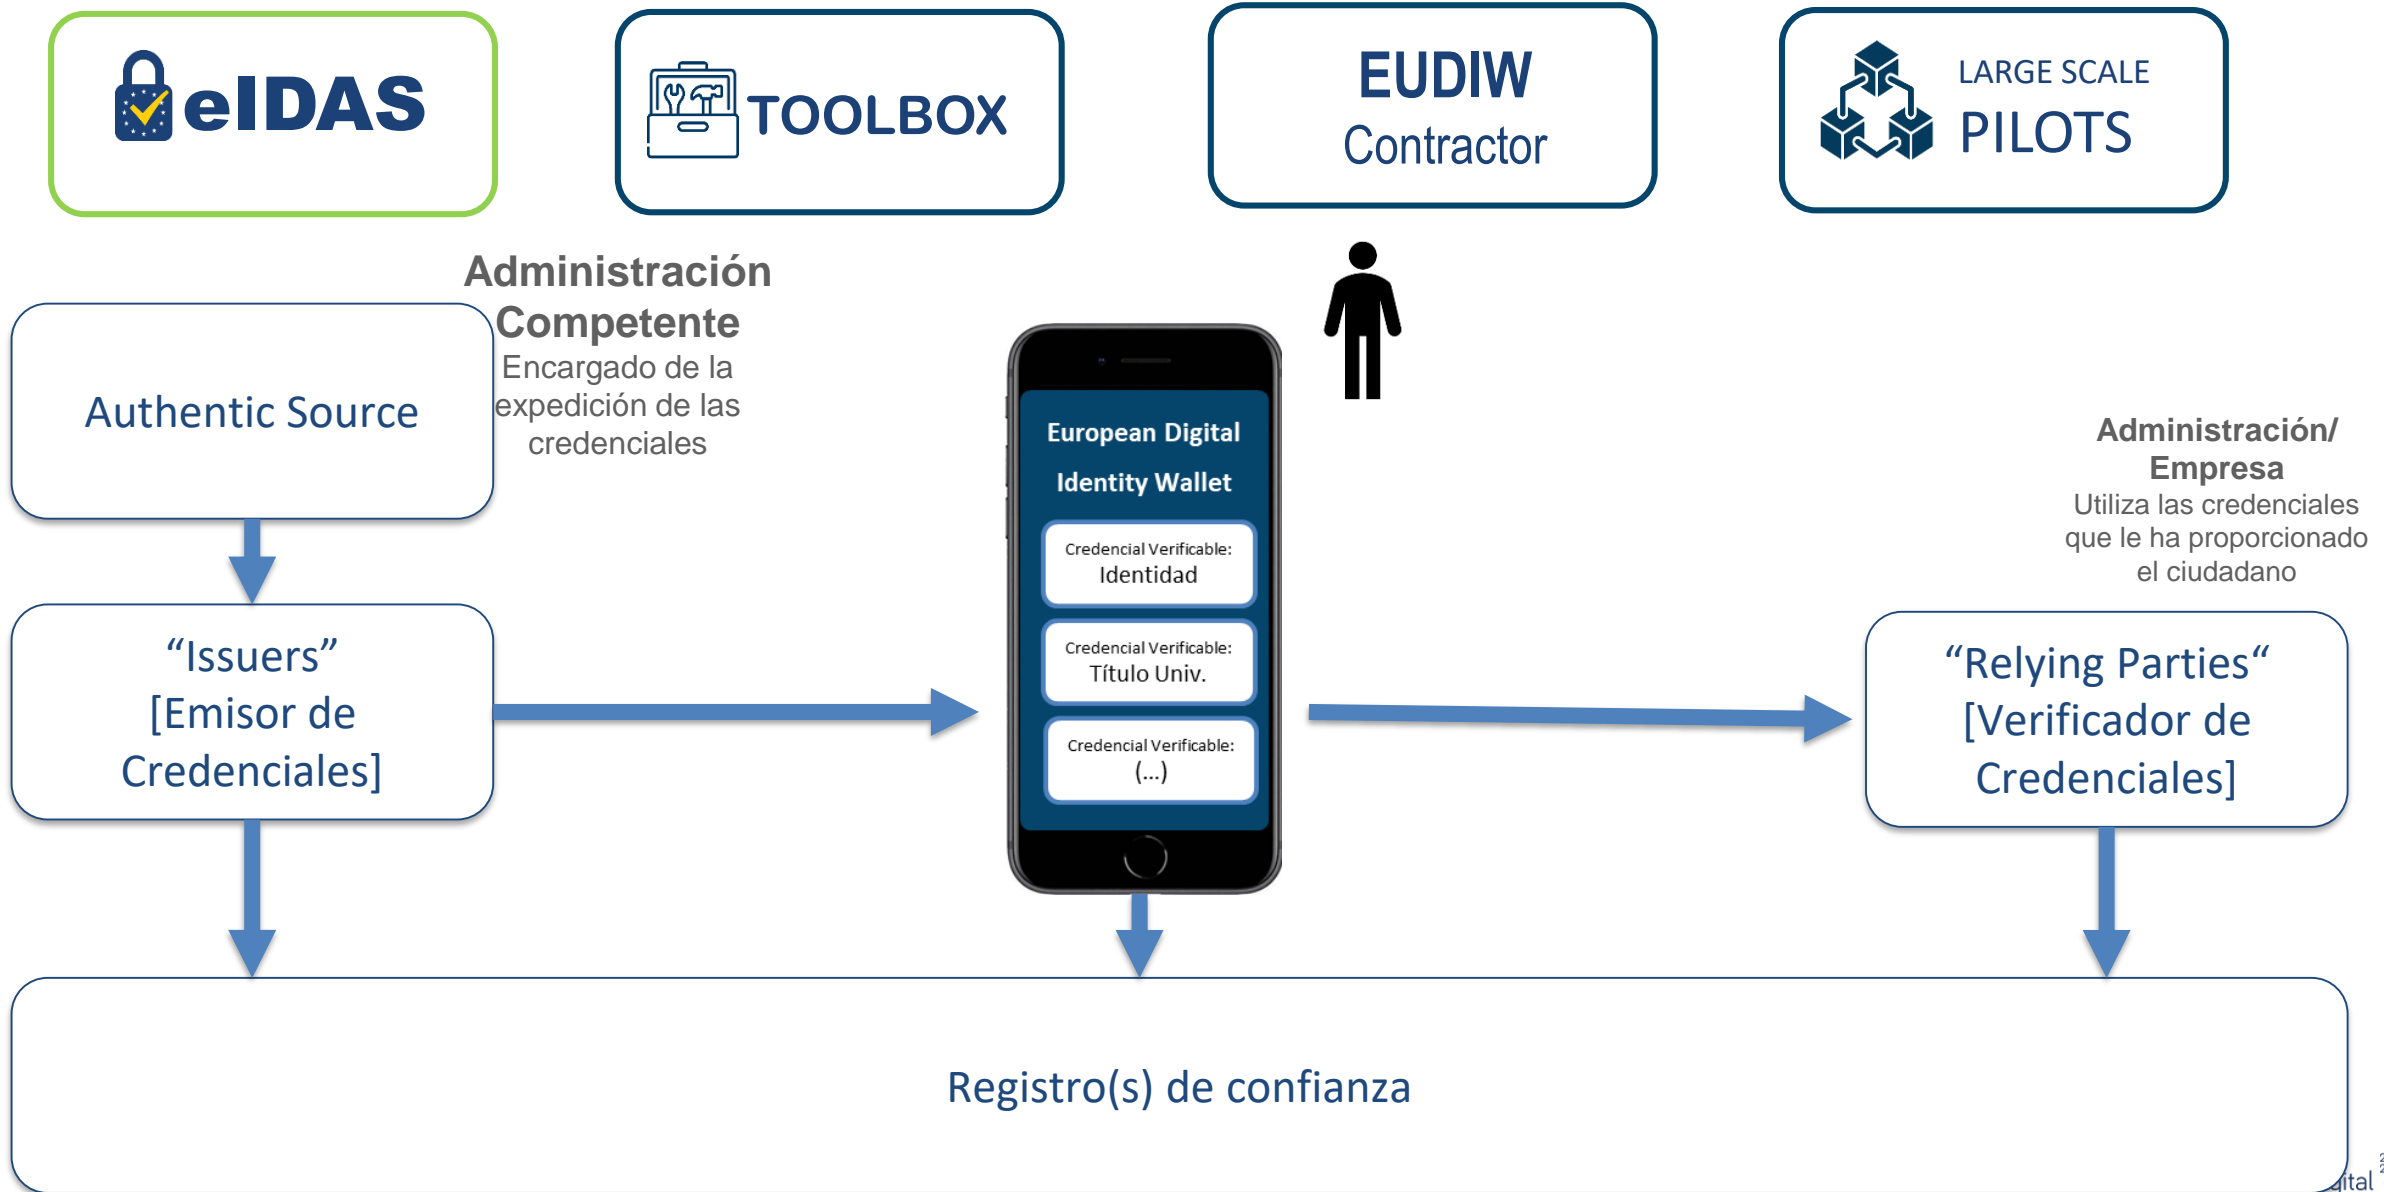 eIDAS
TOOLBOX
EUDIW
Contractor
LARGE SCALE
PILOTS
Administración
Competente
Encargado de la
expedición de las
credenciales
Authentic Source
European Digital
Identity Wallet
Credencial Verificable:
Identidad
Credencial Verificable:
Título Univ.
Credencial Verificable:
(...)
Administración/
Empresa
Utiliza las credenciales
que le ha proporcionado
el ciudadano
“Issuers”
[Emisor de
Credenciales]
“Relying Parties“
[Verificador de
Credenciales]
Registro(s) de confianza